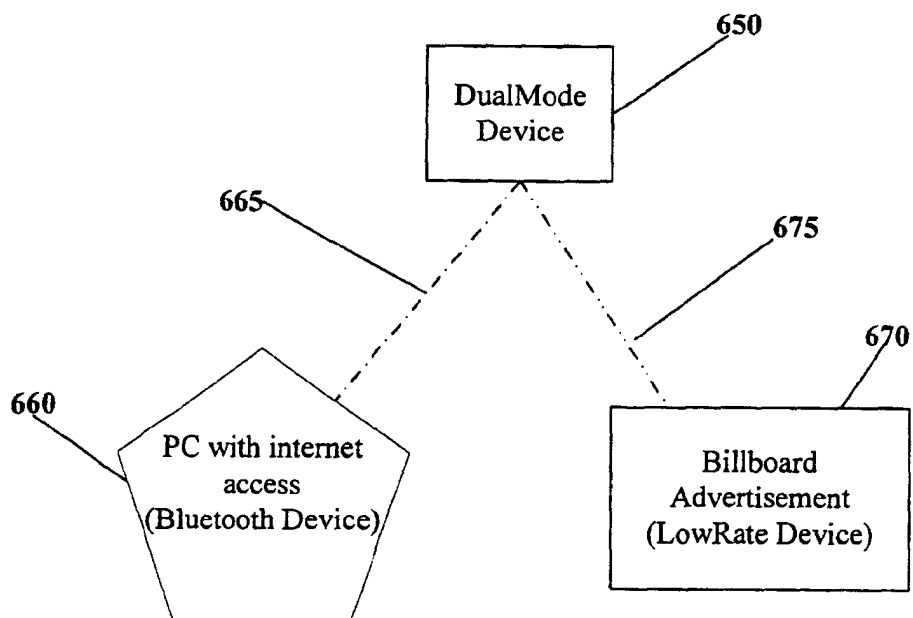 650
DualMode
Device
665
675
670
660
PC with internet
access
(Bluetooth Device)
Billboard
Advertisement
(LowRate Device)